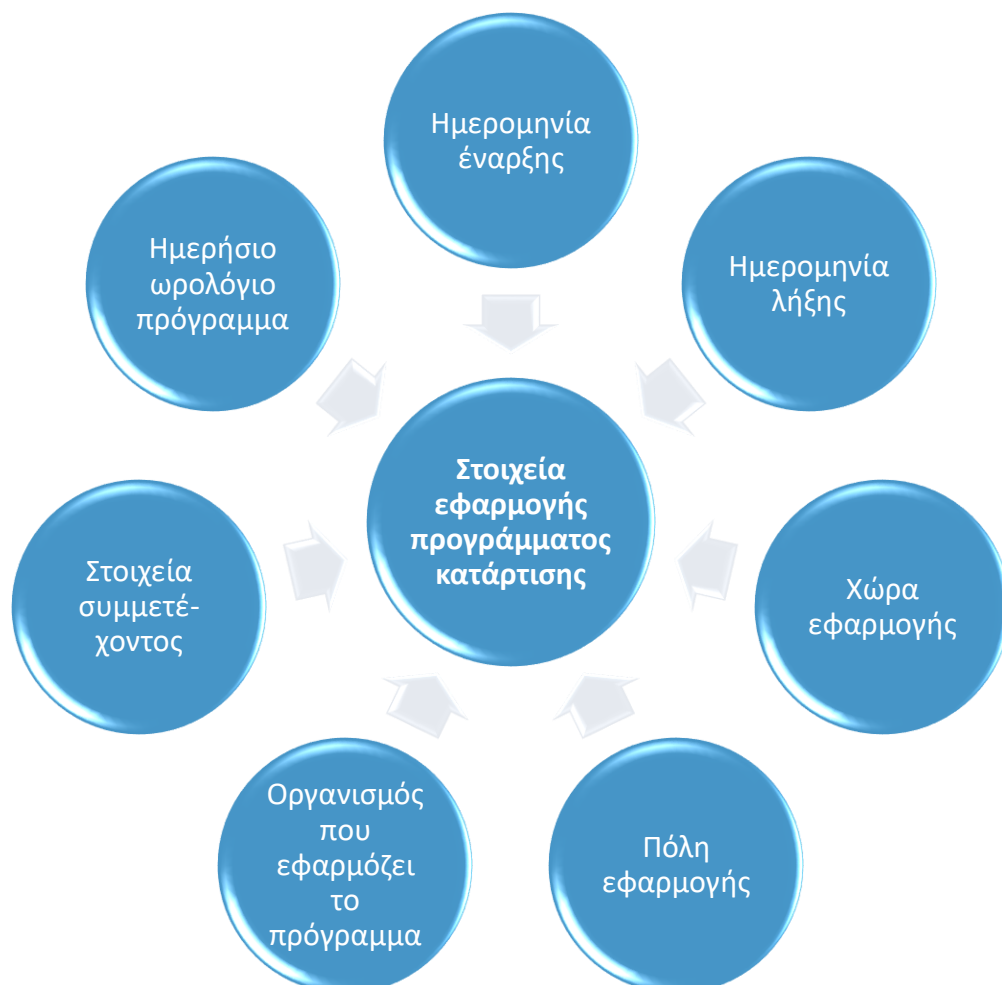 Ημερομηνία
έναρξης
Ημερομηνία
λήξης
Χώρα
εφαρμογής
Πόλη
εφαρμογής
Οργανισμός
που
εφαρμόζει
το
πρόγραμμα
Στοιχεία
συμμετέ-
χοντος
Ημερήσιο
ωρολόγιο
πρόγραμμα
Στοιχεία
εφαρμογής
προγράμματος
κατάρτισης